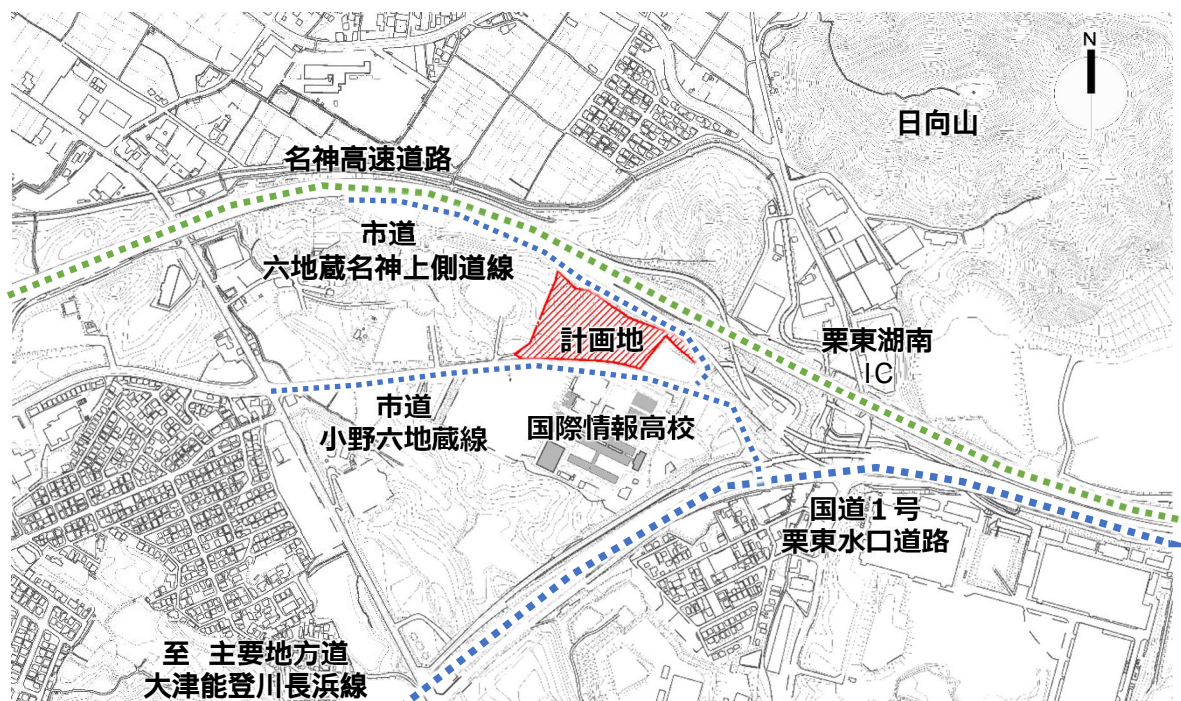 N
日向山
名神高速道路
市道
六地蔵名神上側道線
計画地
栗東湖南
IC
市道
小野六地蔵線
国際情報高校
国道1号
栗東水口道路
至 主要地方道
大津能登川長浜線